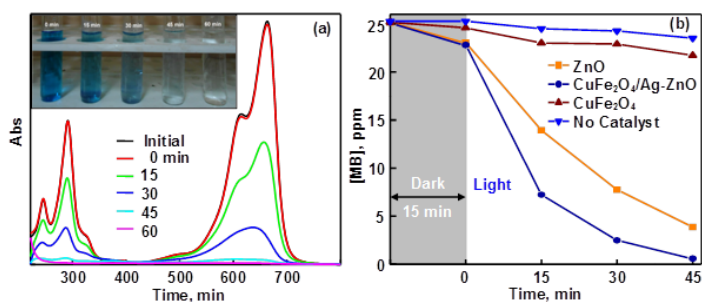 0 min 15 min 30 min 45 min 60 min
(a)
Abs
Initial
0 min
15
30
45
60
300 400 500 600 700
Time, min
(b)
25
20
15
10
5
0
[MB], ppm
ZnO
CuFe₂O₄/Ag-ZnO
CuFe₂O₄
No Catalyst
Dark
15 min
Light
0 15 30 45
Time, min